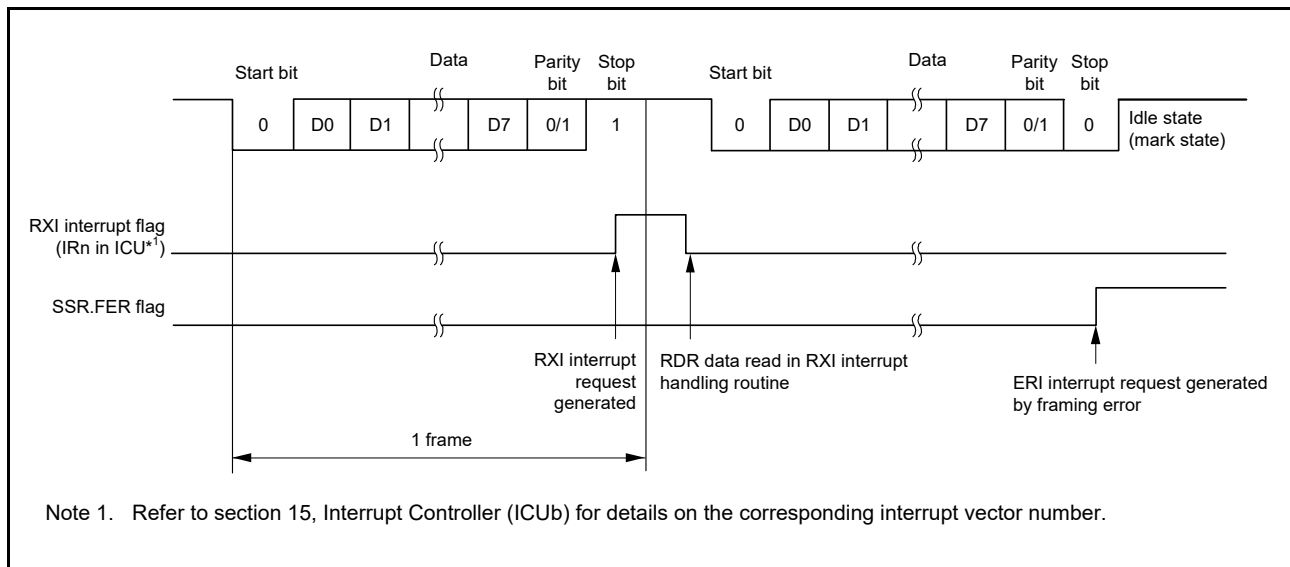 Start bit
Data
Parity bit
Stop bit
Start bit
Data
Parity bit
Stop bit
0 D0 D1 D7 0/1 1 0 D0 D1 D7 0/1 0
Idle state
(mark state)
RXI interrupt flag
(IRn in ICU*1)
SSR.FER flag
RXI interrupt
request
generated
RDR data read in RXI interrupt
handling routine
ERI interrupt request generated
by framing error
1 frame
Note 1. Refer to section 15, Interrupt Controller (ICUb) for details on the corresponding interrupt vector number.